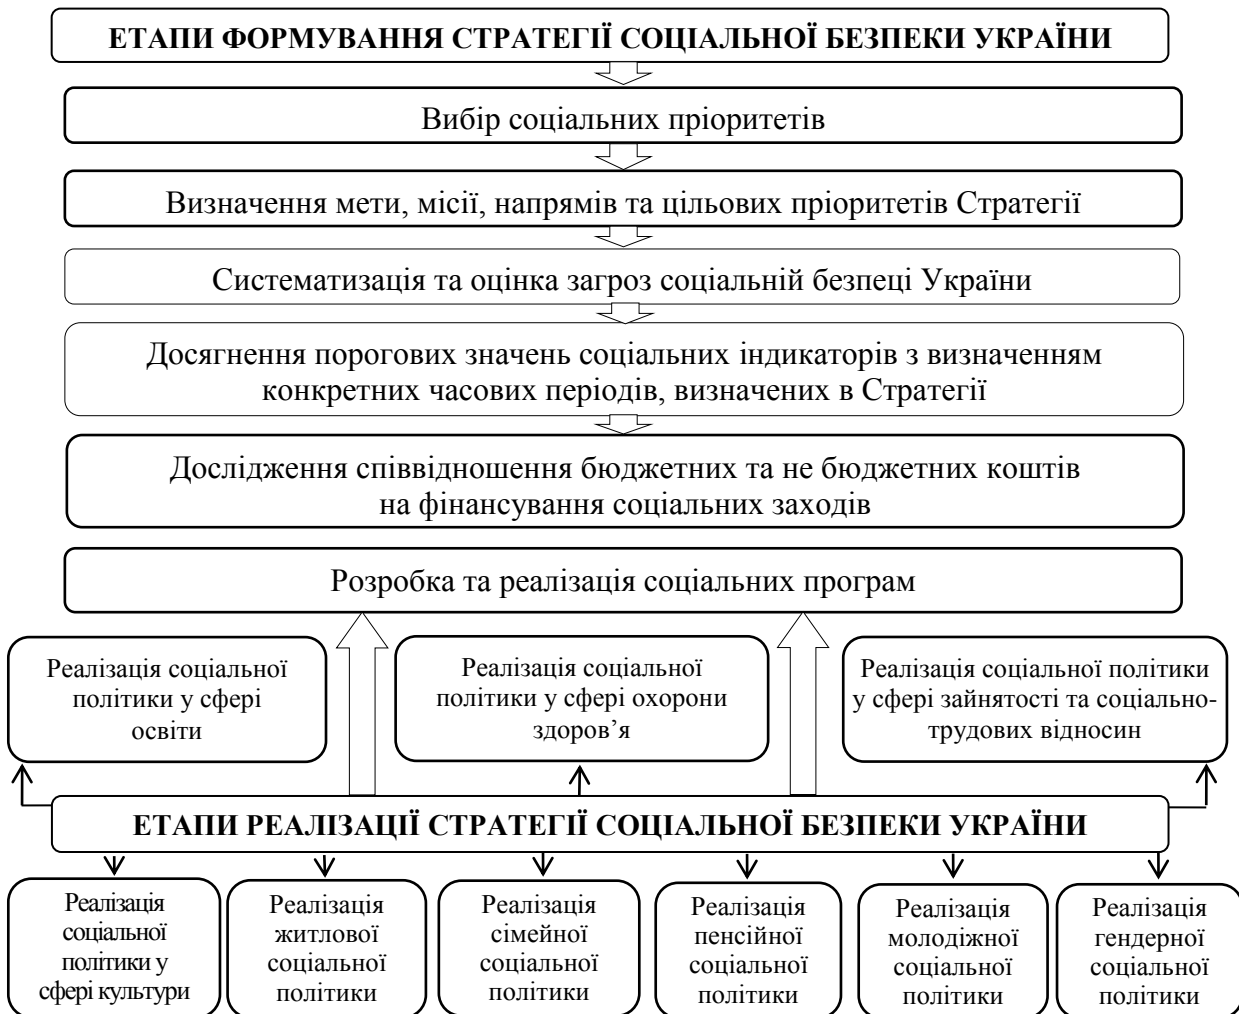 ЕТАПИ ФОРМУВАННЯ СТРАТЕГІЇ СОЦІАЛЬНОЇ БЕЗПЕКИ УКРАЇНИ
Вибір соціальних пріоритетів
Визначення мети, місії, напрямів та цільових пріоритетів Стратегії
Систематизація та оцінка загроз соціальній безпеці України
Досягнення порогових значень соціальних індикаторів з визначенням
конкретних часових періодів, визначених в Стратегії
Дослідження співвідношення бюджетних та не бюджетних коштів
на фінансування соціальних заходів
Розробка та реалізація соціальних програм
Реалізація соціальної
політики у сфері
освіти
Реалізація соціальної
політики у сфері охорони
здоров’я
Реалізація соціальної політики
у сфері зайнятості та соціально-
трудових відносин
ЕТАПИ РЕАЛІЗАЦІЇ СТРАТЕГІЇ СОЦІАЛЬНОЇ БЕЗПЕКИ УКРАЇНИ
Реалізація
соціальної
політики у
сфері культури
Реалізація
житлової
соціальної
політики
Реалізація
сімейної
соціальної
політики
Реалізація
пенсійної
соціальної
політики
Реалізація
молодіжної
соціальної
політики
Реалізація
гендерної
соціальної
політики